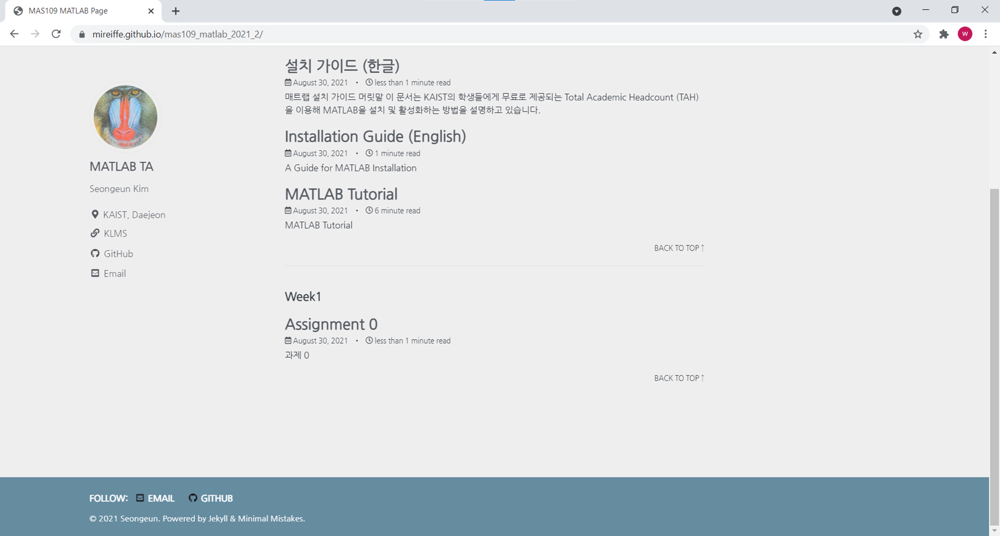 MAS109 MATLAB Page
mireiffe.github.io/mas109_matlab_2021_2/
W
MATLAB TA
Seongeun Kim
KAIST, Daejeon
KLMS
GitHub
Email
설치 가이드 (한글)
August 30, 2021 • less than 1 minute read
매트랩 설치 가이드 머릿말 이 문서는 KAIST의 학생들에게 무료로 제공되는 Total Academic Headcount (TAH)
을 이용해 MATLAB을 설치 및 활성화하는 방법을 설명하고 있습니다.
Installation Guide (English)
August 30, 2021 • 1 minute read
A Guide for MATLAB Installation
MATLAB Tutorial
August 30, 2021 • 6 minute read
MATLAB Tutorial
BACK TO TOP ↑
Week1
Assignment 0
August 30, 2021 • less than 1 minute read
과제 0
BACK TO TOP ↑
FOLLOW: EMAIL GITHUB
© 2021 Seongeun. Powered by Jekyll & Minimal Mistakes.